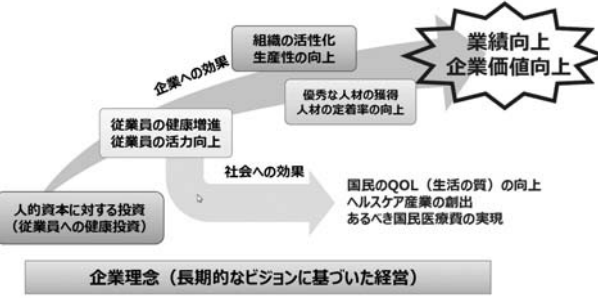 組織の活性化
生産性の向上
業績向上
企業価値向上
企業への効果
優秀な人材の獲得
人材の定着率の向上
従業員の健康増進
従業員の活力向上
社会への効果
国民のQOL（生活の質）の向上
ヘルスケア産業の創出
あるべき国民医療費の実現
人的資本に対する投資
（従業員への健康投資）
企業理念（長期的なビジョンに基づいた経営）